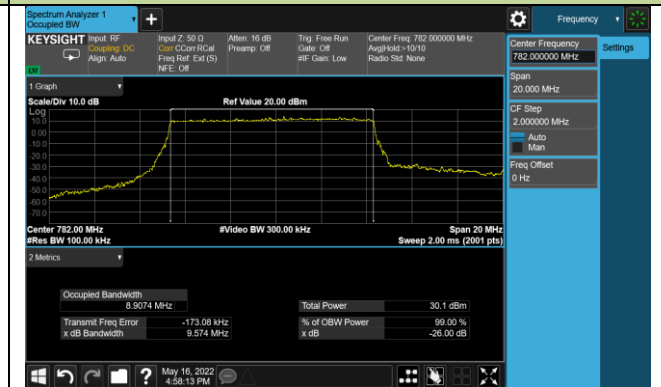 Spectrum Analyzer 1
Occupied BW
+
Frequency
KEYSIGHT
Input: RF
Coupling: DC
Align: Auto
Input Z: 50 Ω
Corr CCorr RCal
Freq Ref: Ext (S)
NFE: Off
Atten: 16 dB
Preamp: Off
Trig: Free Run
Gate: Off
#IF Gain: Low
Center Freq: 782.000000 MHz
Avg|Hold:>10/10
Radio Std: None
LW
Center Frequency
782.000000 MHz
Settings
Span
20.000 MHz
CF Step
2.000000 MHz
Auto
Man
Freq Offset
0 Hz
1 Graph
Scale/Div 10.0 dB
Ref Value 20.00 dBm
Log
10.0
0.00
-10.0
-20.0
-30.0
-40.0
-50.0
-60.0
-70.0
Center 782.00 MHz
#Video BW 300.00 kHz
Span 20 MHz
#Res BW 100.00 kHz
Sweep 2.00 ms (2001 pts)
2 Metrics
Occupied Bandwidth
8.9074 MHz
Total Power
30.1 dBm
Transmit Freq Error
-173.08 kHz
% of OBW Power
99.00 %
x dB Bandwidth
9.574 MHz
x dB
-26.00 dB
?
May 16, 2022
4:58:13 PM